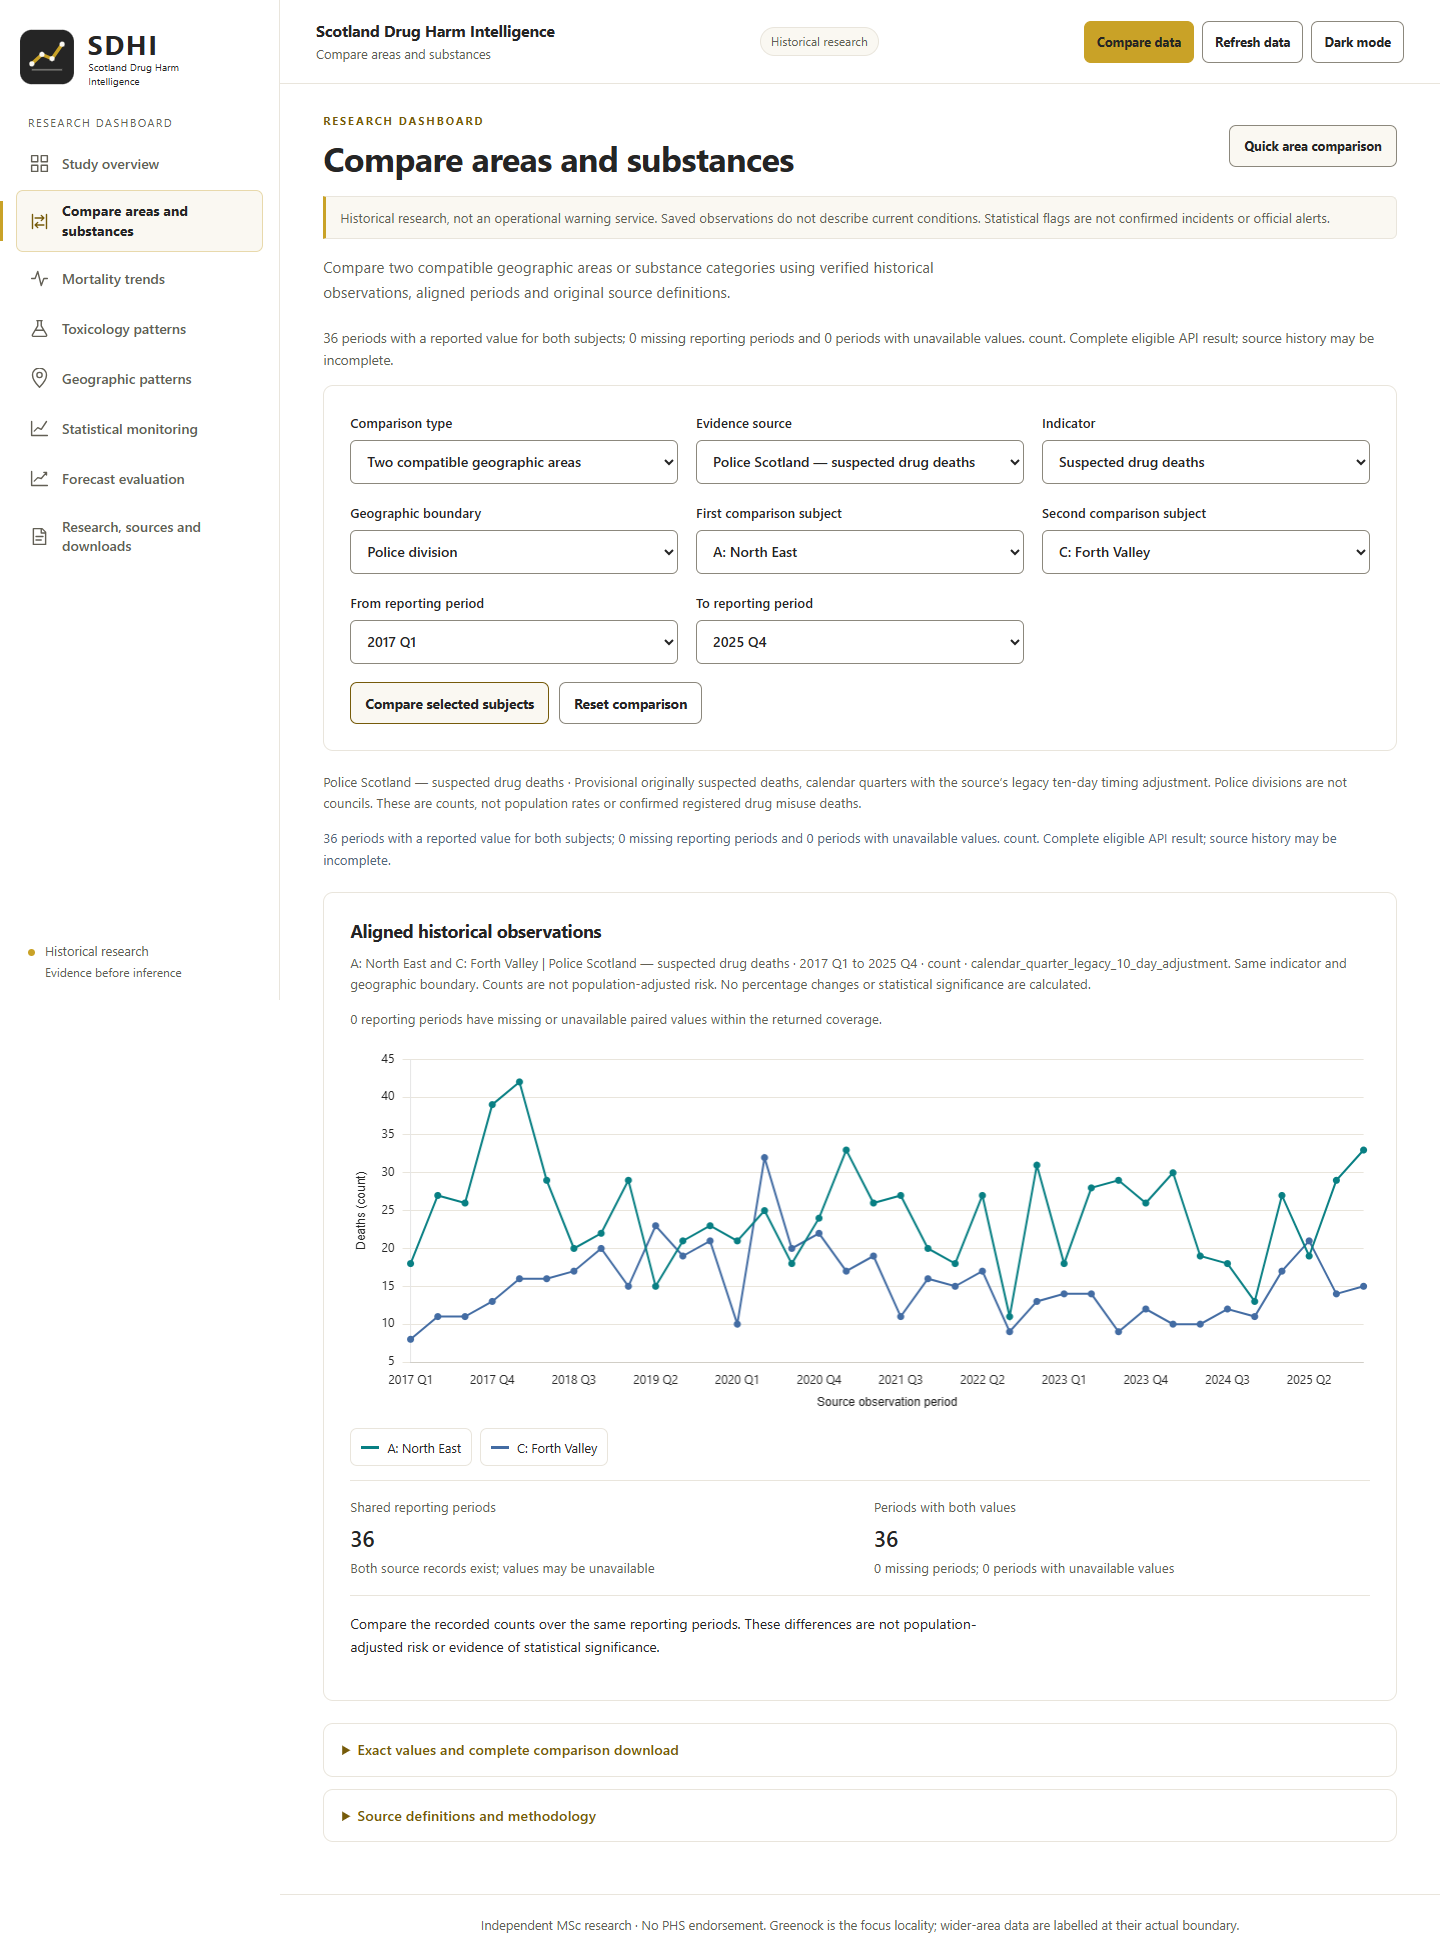 SDHI
Scotland Drug Harm
Intelligence
RESEARCH DASHBOARD
Study overview
Compare areas and
substances
Mortality trends
Toxicology patterns
Geographic patterns
Statistical monitoring
Forecast evaluation
Research, sources and
downloads
Historical research
Evidence before inference
Scotland Drug Harm Intelligence
Compare areas and substances
Historical research
Compare data
Refresh data
Dark mode
RESEARCH DASHBOARD
Compare areas and substances
Quick area comparison
Historical research, not an operational warning service. Saved observations do not describe current conditions. Statistical flags are not confirmed incidents or official alerts.
Compare two compatible geographic areas or substance categories using verified historical
observations, aligned periods and original source definitions.
36 periods with a reported value for both subjects; 0 missing reporting periods and 0 periods with unavailable values. count. Complete eligible API result; source history may be
incomplete.
Comparison type
Evidence source
Indicator
Two compatible geographic areas
Police Scotland — suspected drug deaths
Suspected drug deaths
Geographic boundary
First comparison subject
Second comparison subject
Police division
A: North East
C: Forth Valley
From reporting period
To reporting period
2017 Q1
2025 Q4
Compare selected subjects
Reset comparison
Police Scotland — suspected drug deaths · Provisional originally suspected deaths, calendar quarters with the source's legacy ten-day timing adjustment. Police divisions are not
councils. These are counts, not population rates or confirmed registered drug misuse deaths.
36 periods with a reported value for both subjects; 0 missing reporting periods and 0 periods with unavailable values. count. Complete eligible API result; source history may be
incomplete.
Aligned historical observations
A: North East and C: Forth Valley | Police Scotland — suspected drug deaths · 2017 Q1 to 2025 Q4 · count · calendar_quarter_legacy_10_day_adjustment. Same indicator and
geographic boundary. Counts are not population-adjusted risk. No percentage changes or statistical significance are calculated.
0 reporting periods have missing or unavailable paired values within the returned coverage.
45
40
35
30
25
20
15
10
5
Deaths (count)
2017 Q1
2017 Q4
2018 Q3
2019 Q2
2020 Q1
2020 Q4
2021 Q3
2022 Q2
2023 Q1
2023 Q4
2024 Q3
2025 Q2
Source observation period
A: North East
C: Forth Valley
Shared reporting periods
Periods with both values
36
36
Both source records exist; values may be unavailable
0 missing periods; 0 periods with unavailable values
Compare the recorded counts over the same reporting periods. These differences are not population-
adjusted risk or evidence of statistical significance.
Exact values and complete comparison download
Source definitions and methodology
Independent MSc research · No PHS endorsement. Greenock is the focus locality; wider-area data are labelled at their actual boundary.